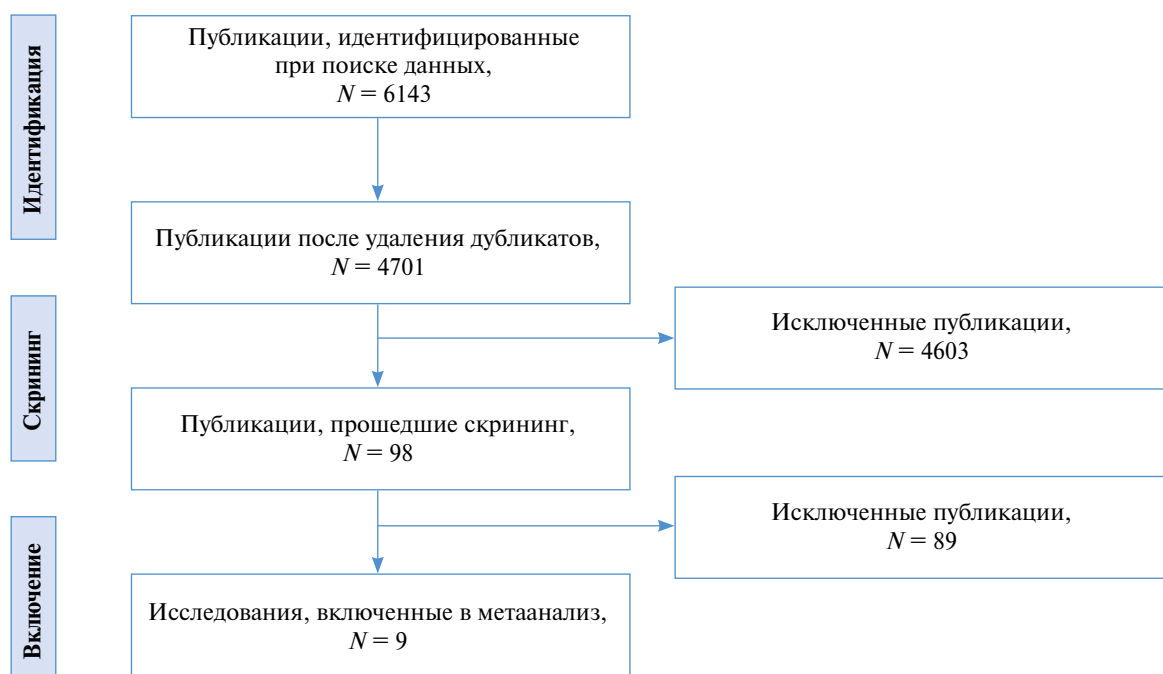 Идентификация
Публикации, идентифицированные
при поиске данных,
N = 6143
Публикации после удаления дубликатов,
N = 4701
Скрининг
Исключенные публикации,
N = 4603
Публикации, прошедшие скрининг,
N = 98
Включение
Исключенные публикации,
N = 89
Исследования, включенные в метаанализ,
N = 9